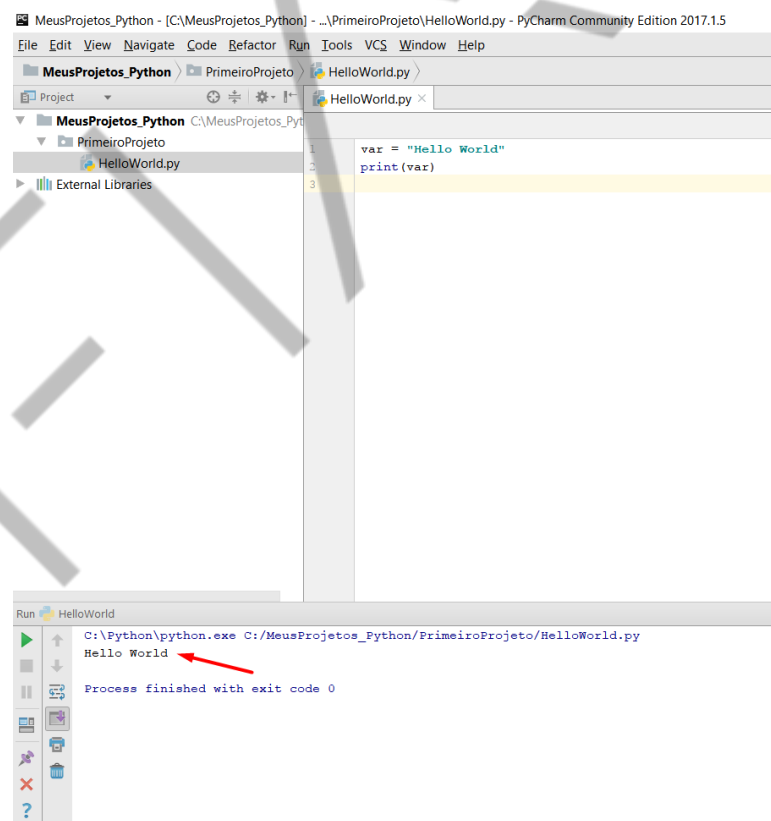 MeusProjetos_Python - [C:\MeusProjetos_Python] - ...\PrimeiroProjeto\HelloWorld.py - PyCharm Community Edition 2017.1.5
File Edit View Navigate Code Refactor Run Tools VCS Window Help
MeusProjetos_Python PrimeiroProjeto HelloWorld.py
Project HelloWorld.py
MeusProjetos_Python C:\MeusProjetos_Pyt
PrimeiroProjeto
1 var = "Hello World"
HelloWorld.py
2 print(var)
External Libraries
3
Run HelloWorld
C:\Python\python.exe C:/MeusProjetos_Python/PrimeiroProjeto/HelloWorld.py
Hello World
Process finished with exit code 0